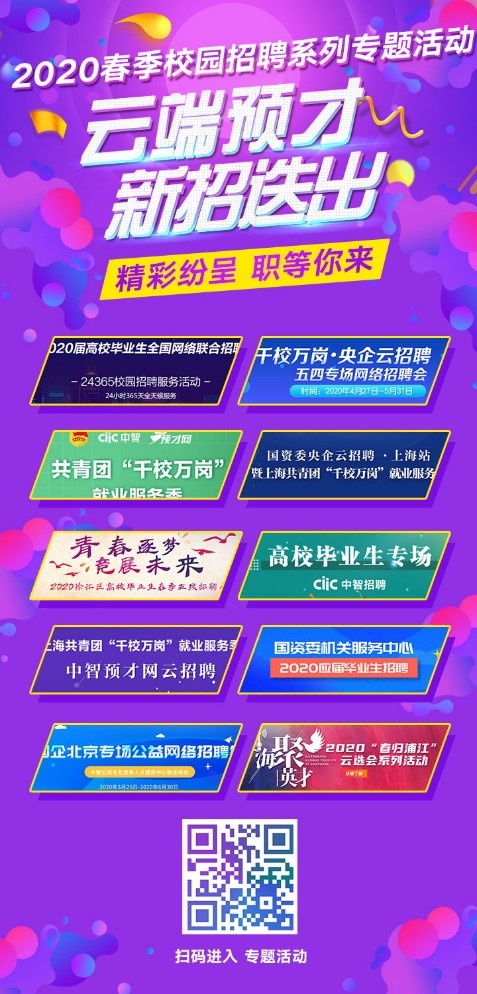 2020春季校园招聘系列专题活动
云端预才
新招迭出
精彩纷呈 职等你来
020届高校毕业生全国网络联合招聘
-24365校园招聘服务活动-
24小时365天全天候服务
千校万岗·央企云招聘
五四专场网络招聘会
时间：2020年4月27日-5月31日
CIIC中智 预才网
共青团“千校万岗”
就业服务季
国资委央企云招聘·上海站
暨上海共青团“千校万岗”就业服务
青春逐梦
竞展未来
2020徐汇区高校毕业生春季在线招聘
高校毕业生专场
CIIC中智招聘
上海共青团“千校万岗”就业服务季
中智预才网云招聘
国资委机关服务中心
2020应届毕业生招聘
国企北京专场公益网络招聘
2020年3月25日-2020年6月30日
海聚英才
GATHERING GLOBAL TALENTS BY SHANGHAI
2020“春归浦江”
云选会系列活动
扫码进入 专题活动